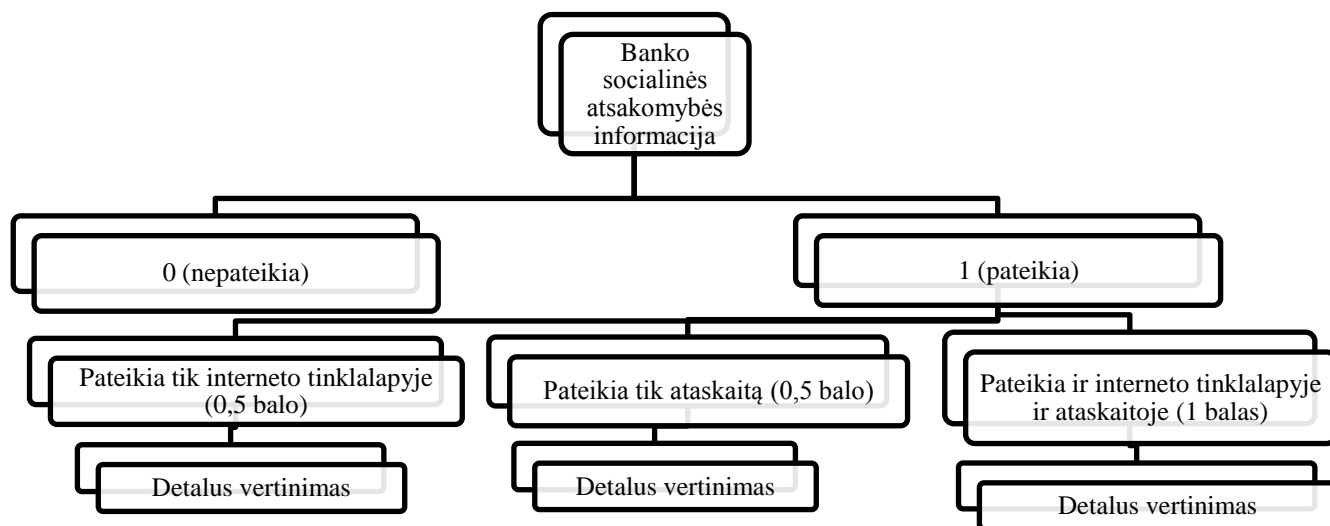 Banko
socialinės
atsakomybės
informacija
0 (nepateikia)
1 (pateikia)
Pateikia tik interneto tinklalapyje
(0,5 balo)
Pateikia tik ataskaitą (0,5 balo)
Pateikia ir interneto tinklalapyje
ir ataskaitoje (1 balas)
Detalus vertinimas
Detalus vertinimas
Detalus vertinimas